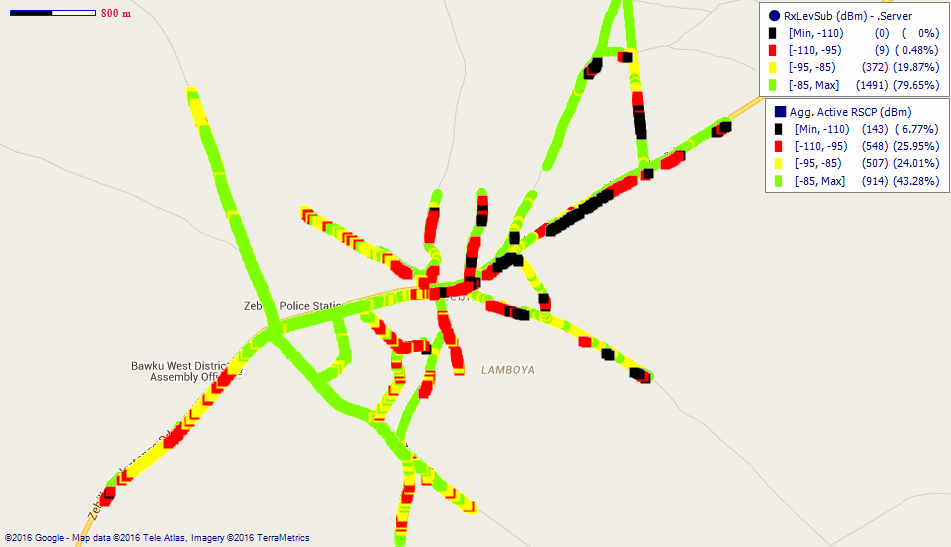 800 m
RxLevSub (dBm) - .Server
[Min, -110) (0) ( 0%)
[-110, -95) (9) ( 0.48%)
[-95, -85) (372) (19.87%)
[-85, Max] (1491) (79.65%)
Agg. Active RSCP (dBm)
[Min, -110) (143) ( 6.77%)
[-110, -95) (548) (25.95%)
[-95, -85) (507) (24.01%)
[-85, Max] (914) (43.28%)
Police
Bawku West District
Assembly
LAMBOYA
©2016 Google - Map data ©2016 Tele Atlas, Imagery ©2016 TerraMetrics